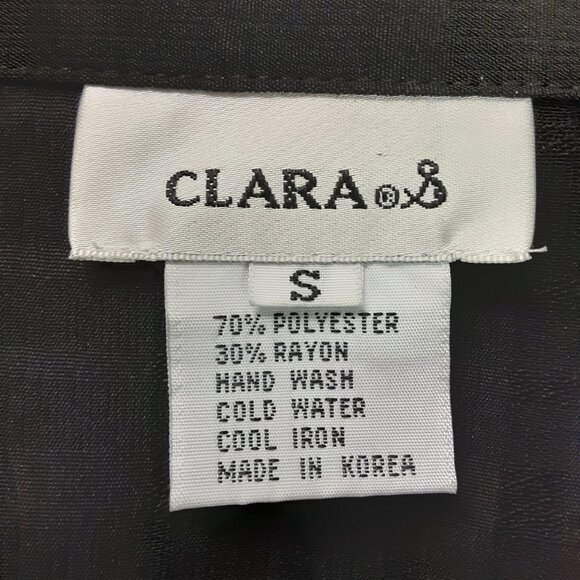 CLARA®S
S
70% POLYESTER
30% RAYON
HAND WASH
COLD WATER
COOL IRON
MADE IN KOREA